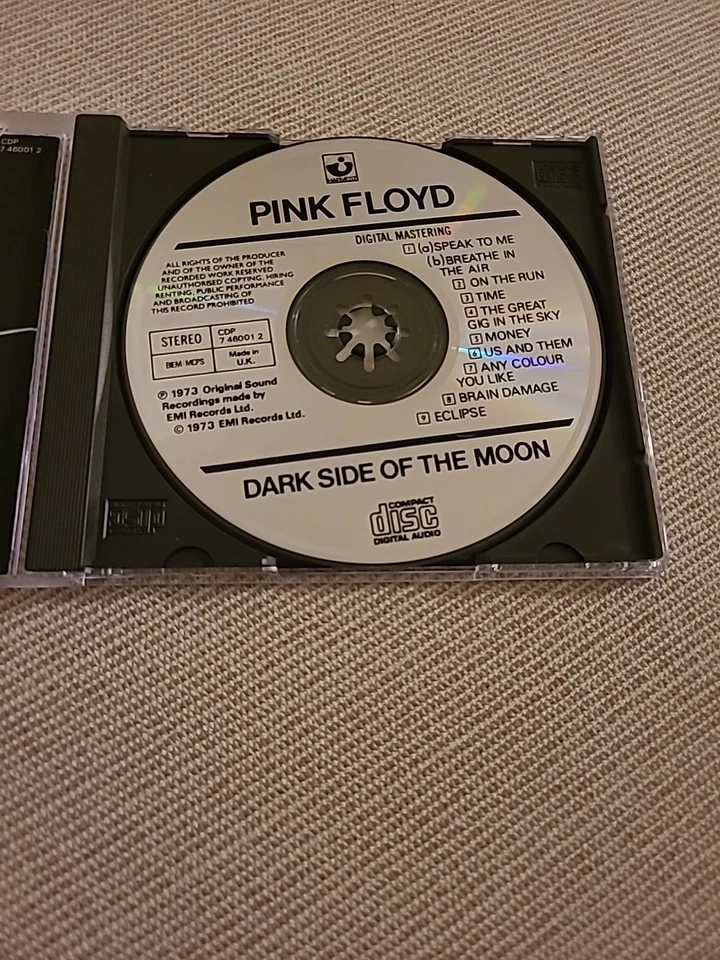 CDP
7 46001 2
HARVEST
PINK FLOYD
DIGITAL MASTERING
ALL RIGHTS OF THE PRODUCER
AND OF THE OWNER OF THE
RECORDED WORK RESERVED
UNAUTHORISED COPYING, HIRING
RENTING, PUBLIC PERFORMANCE
AND BROADCASTING OF
THIS RECORD PROHIBITED
STEREO
CDP
7 46001 2
BIEM/MCPS
Made in
U.K.
℗ 1973 Original Sound
Recordings made by
EMI Records Ltd.
© 1973 EMI Records Ltd.
1 (a) SPEAK TO ME
(b) BREATHE IN
THE AIR
2 ON THE RUN
3 TIME
4 THE GREAT
GIG IN THE SKY
5 MONEY
6 US AND THEM
7 ANY COLOUR
YOU LIKE
8 BRAIN DAMAGE
9 ECLIPSE
DARK SIDE OF THE MOON
COMPACT
disc
DIGITAL AUDIO
disc
disc